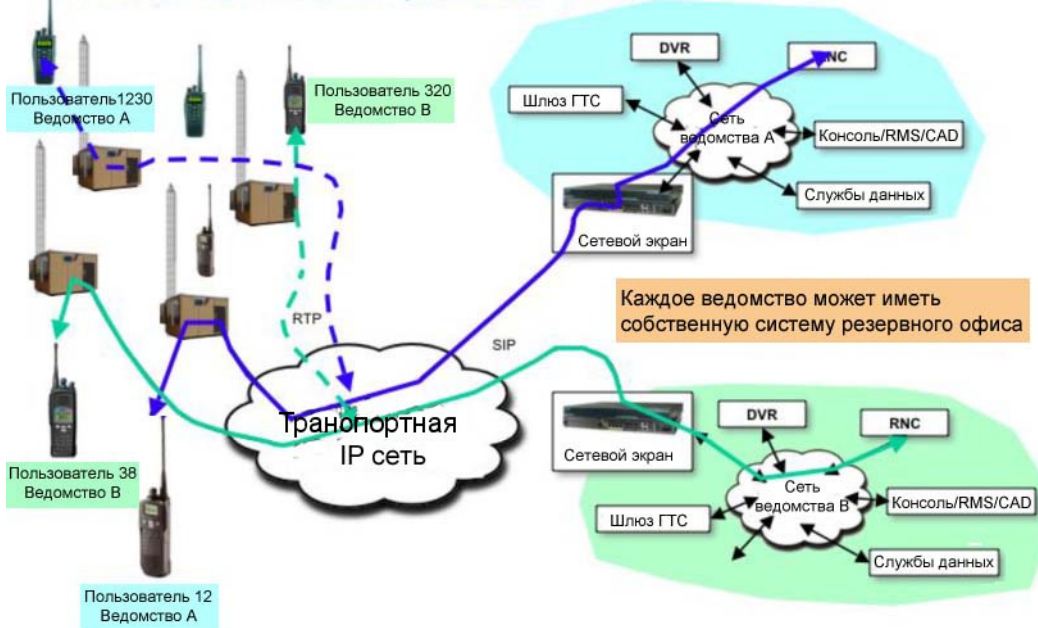 Пользователь1230
Ведомство А
Пользователь 320
Ведомство В
DVR
RNC
Шлюз ГТС
Сеть
ведомства А
Консоль/RMS/CAD
Службы данных
Сетевой экран
Каждое ведомство может иметь
собственную систему резервного офиса
RTP
SIP
Транопортная
IP сеть
Пользователь 38
Ведомство В
Пользователь 12
Ведомство А
DVR
RNC
Сетевой экран
Сеть
ведомства В
Консоль/RMS/CAD
Шлюз ГТС
Службы данных